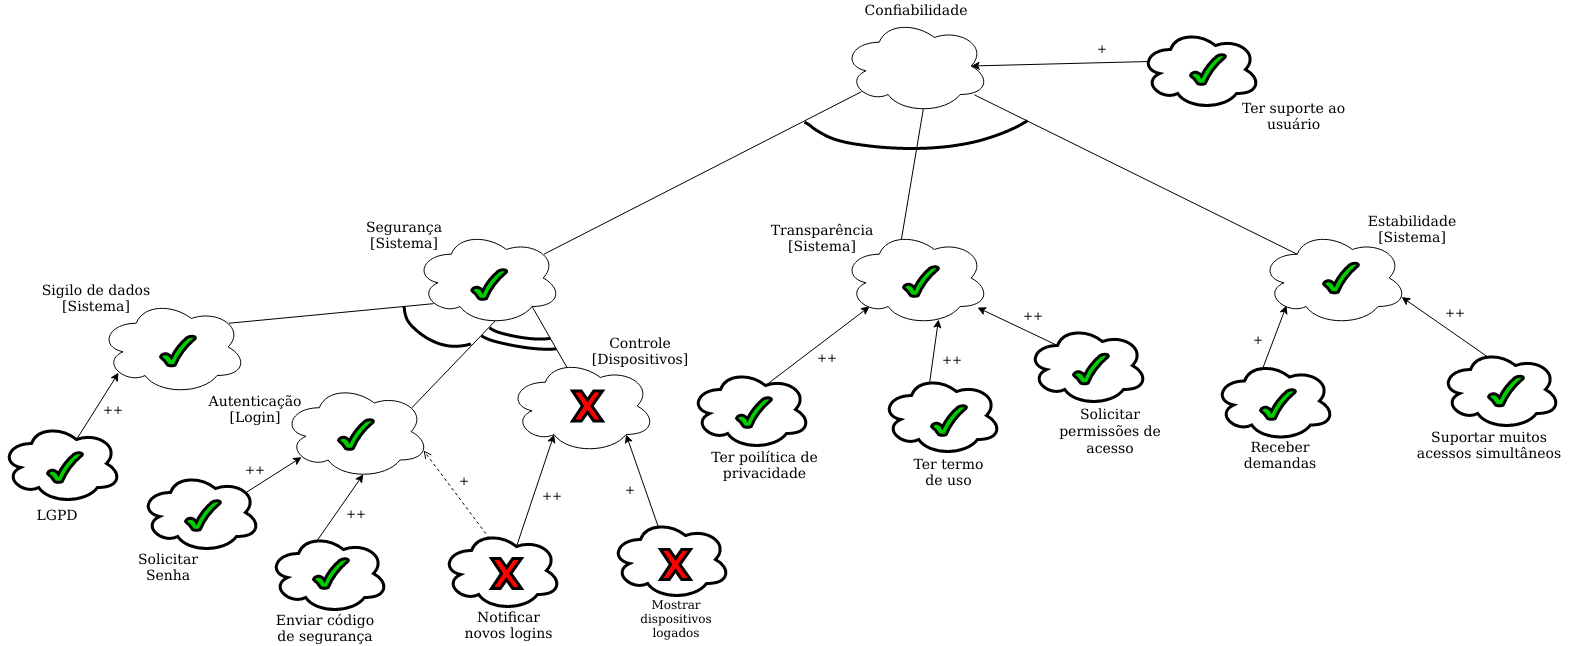 Confiabilidade
+
Ter suporte ao
usuário
Segurança
[Sistema]
Transparência
[Sistema]
Estabilidade
[Sistema]
Sigilo de dados
[Sistema]
++
Autenticação
[Login]
Controle
[Dispositivos]
++
++
++
+
++
LGPD
++
++
+
++
+
Solicitar
Senha
Enviar código
de segurança
Notificar
novos logins
Mostrar
dispositivos
logados
Ter poilítica de
privacidade
Ter termo
de uso
Solicitar
permissões de
acesso
Receber
demandas
Suportar muitos
acessos simultâneos